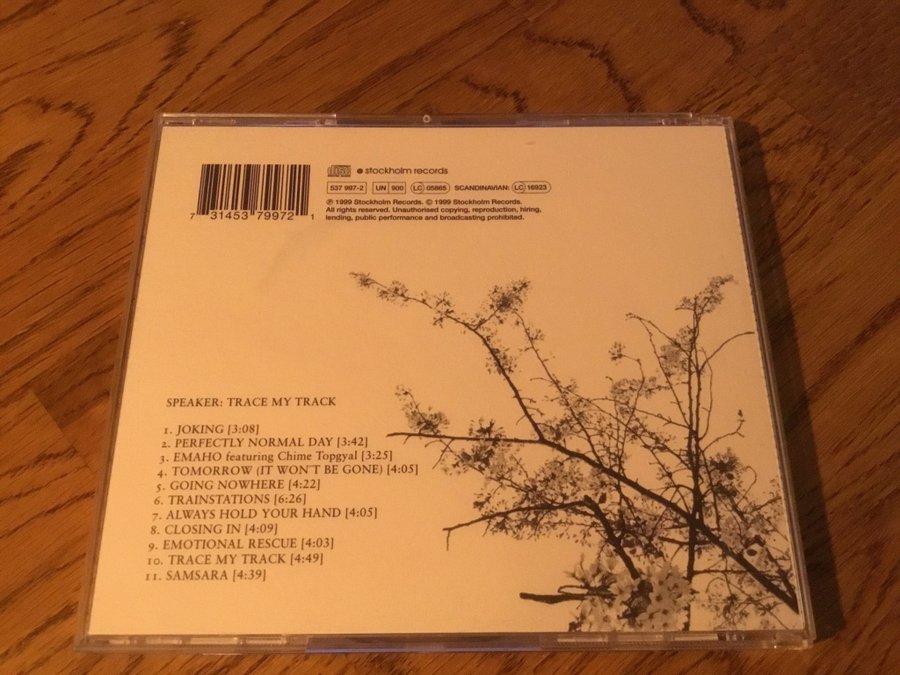 stockholm records
537 997-2 UN 900 LC 05865 SCANDINAVIAN: LC 16923
℗ 1999 Stockholm Records. © 1999 Stockholm Records.
All rights reserved. Unauthorised copying, reproduction, hiring,
lending, public performance and broadcasting prohibited.
7 31453 79972 1
SPEAKER: TRACE MY TRACK
1. JOKING [3:08]
2. PERFECTLY NORMAL DAY [3:42]
3. EMAHO featuring Chime Topgyal [3:25]
4. TOMORROW (IT WON'T BE GONE) [4:05]
5. GOING NOWHERE [4:22]
6. TRAINSTATIONS [6:26]
7. ALWAYS HOLD YOUR HAND [4:05]
8. CLOSING IN [4:09]
9. EMOTIONAL RESCUE [4:03]
10. TRACE MY TRACK [4:49]
11. SAMSARA [4:39]